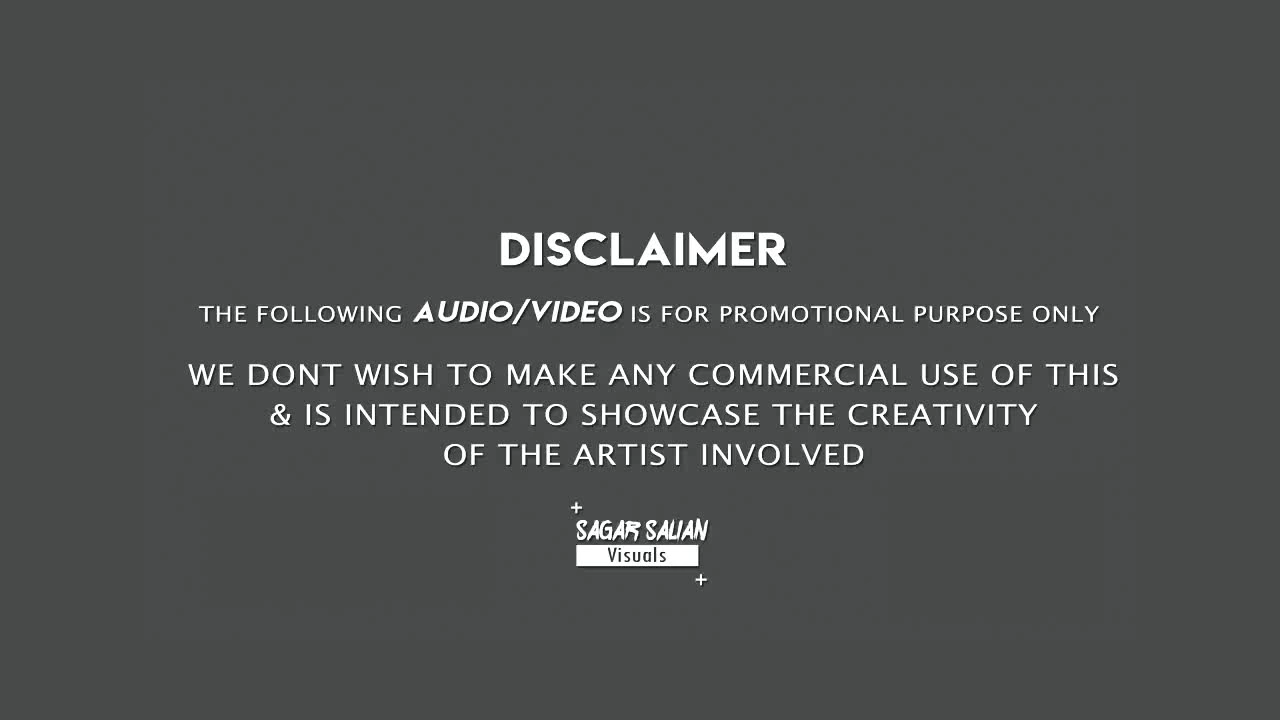 DISCLAIMER
THE FOLLOWING AUDIO/VIDEO IS FOR PROMOTIONAL PURPOSE ONLY
WE DONT WISH TO MAKE ANY COMMERCIAL USE OF THIS
& IS INTENDED TO SHOWCASE THE CREATIVITY
OF THE ARTIST INVOLVED
SAGAR SALIAN
Visuals